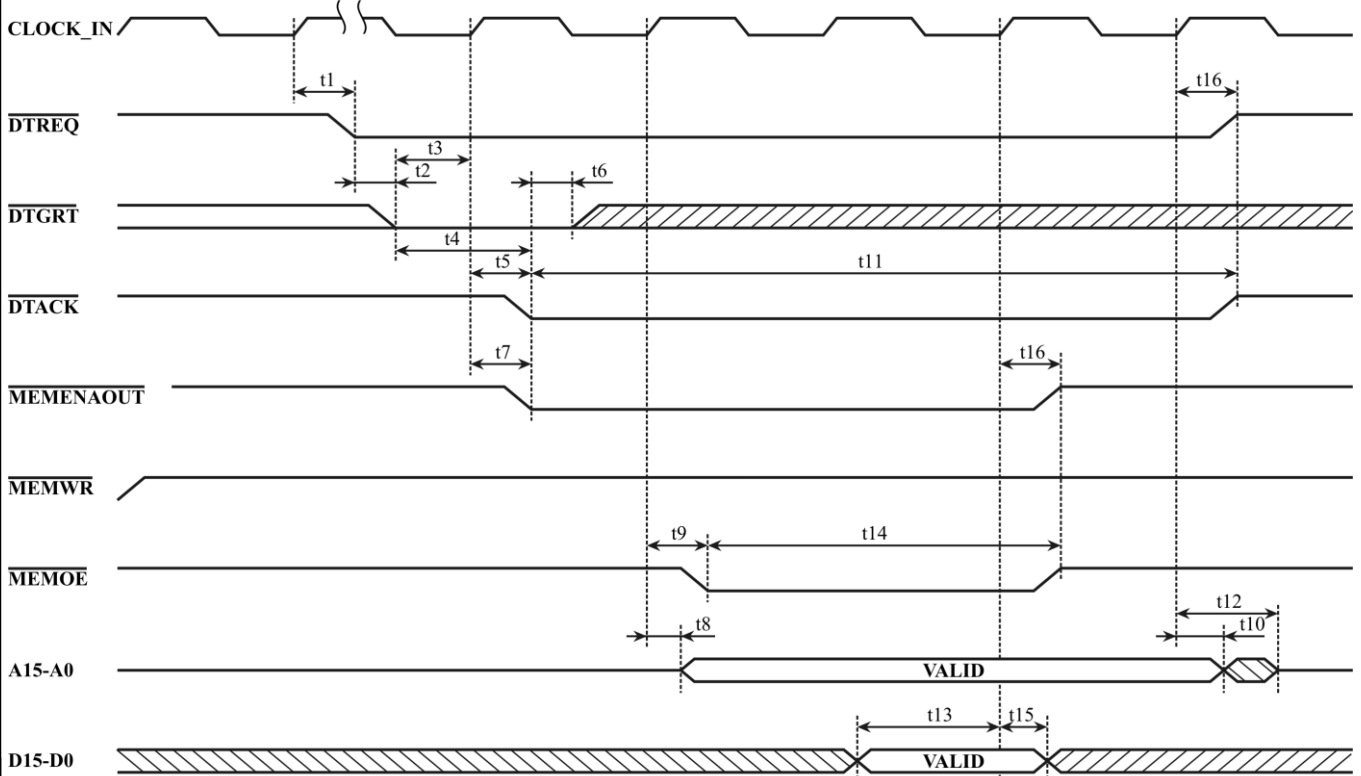 CLOCK_IN
t1
t16
DTREQ
t3
t2
t6
DTGRT
t4
t5
t11
DTACK
t7
t16
MEMENAOUT
MEMWR
t9
t14
MEMOE
t12
t8
t10
A15-A0
VALID
t13
t15
D15-D0
VALID